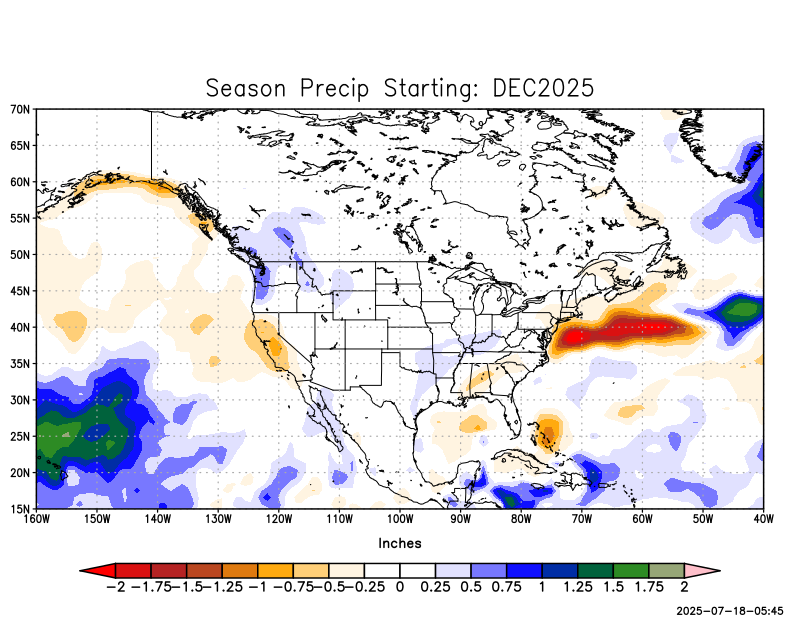 Season Precip Starting: DEC2025
70N
65N
60N
55N
50N
45N
40N
35N
30N
25N
20N
15N
160W 150W 140W 130W 120W 110W 100W 90W 80W 70W 60W 50W 40W
Inches
-2 -1.75 -1.5 -1.25 -1 -0.75 -0.5 -0.25 0 0.25 0.5 0.75 1 1.25 1.5 1.75 2
2025-07-18-05:45